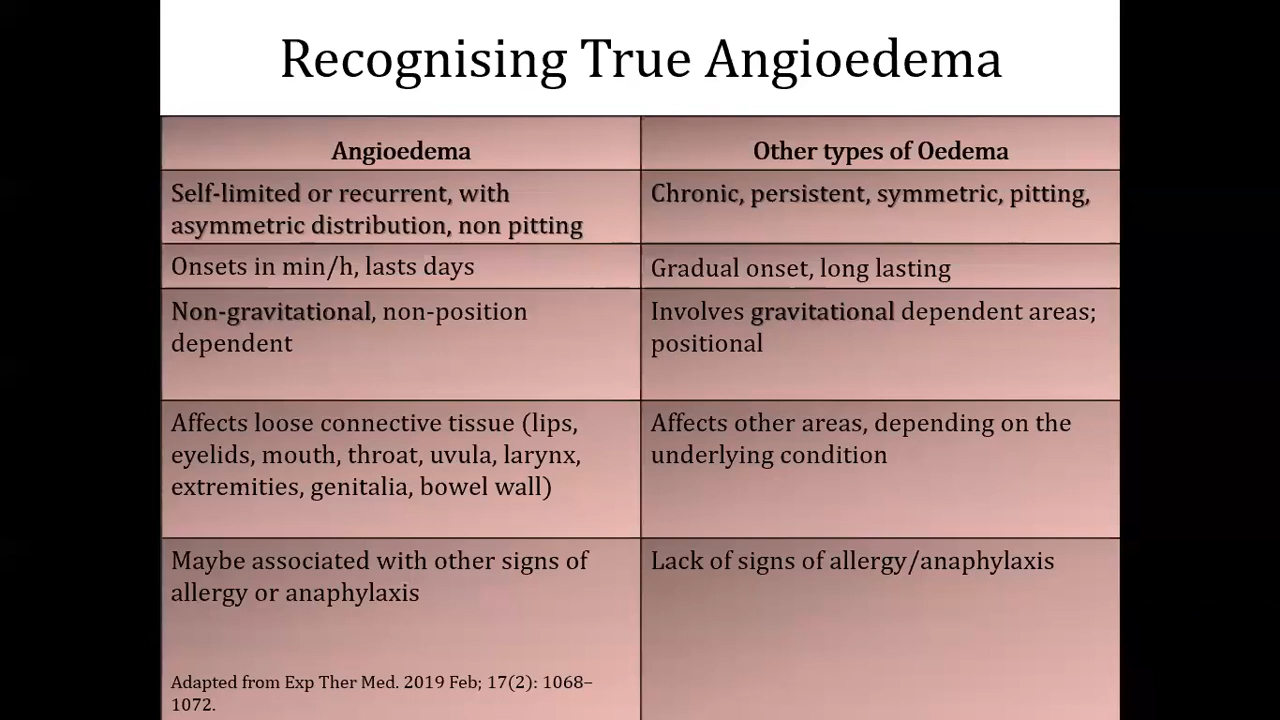 Recognising True Angioedema
Angioedema
Other types of Oedema
Self-limited or recurrent, with
asymmetric distribution, non pitting
Chronic, persistent, symmetric, pitting,
Onsets in min/h, lasts days
Gradual onset, long lasting
Non-gravitational, non-position
dependent
Involves gravitational dependent areas;
positional
Affects loose connective tissue (lips,
eyelids, mouth, throat, uvula, larynx,
extremities, genitalia, bowel wall)
Affects other areas, depending on the
underlying condition
Maybe associated with other signs of
allergy or anaphylaxis
Lack of signs of allergy/anaphylaxis
Adapted from Exp Ther Med. 2019 Feb; 17(2): 1068–
1072.